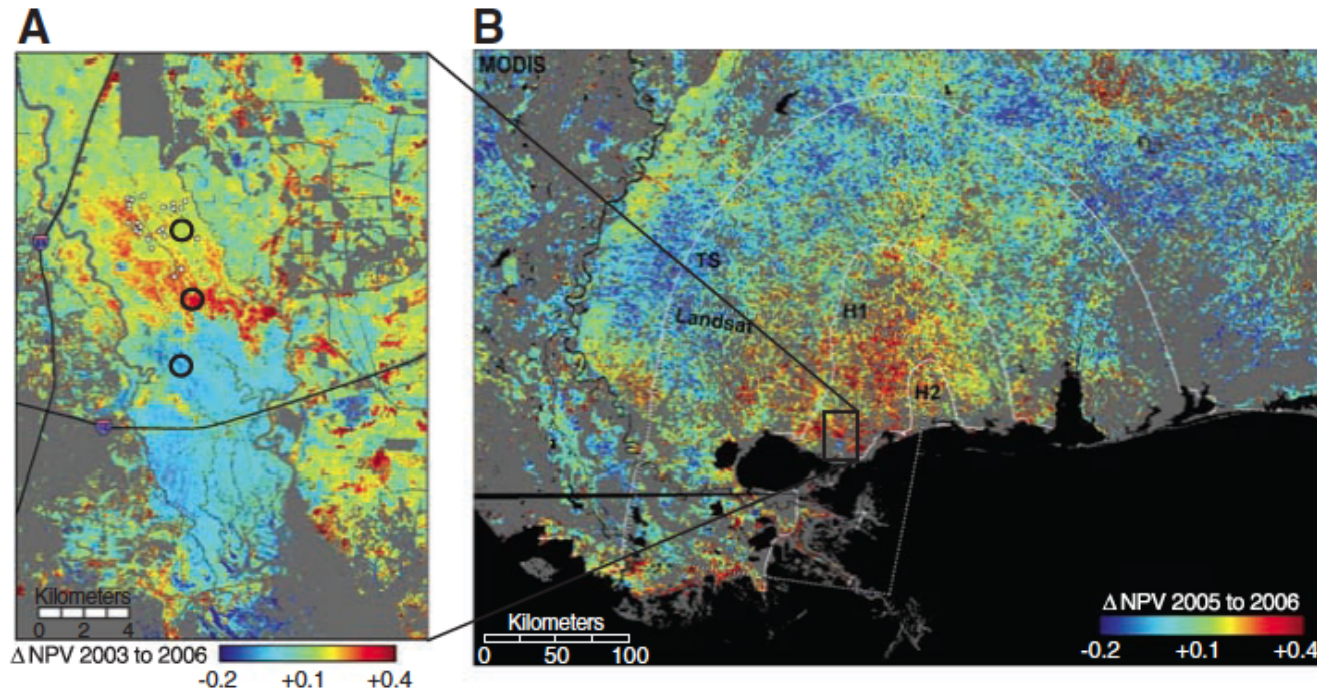 A
Kilometers
0 2 4
Δ NPV 2003 to 2006
-0.2 +0.1 +0.4
B
MODIS
TS
Landsat
H1
H2
Kilometers
0 50 100
Δ NPV 2005 to 2006
-0.2 +0.1 +0.4